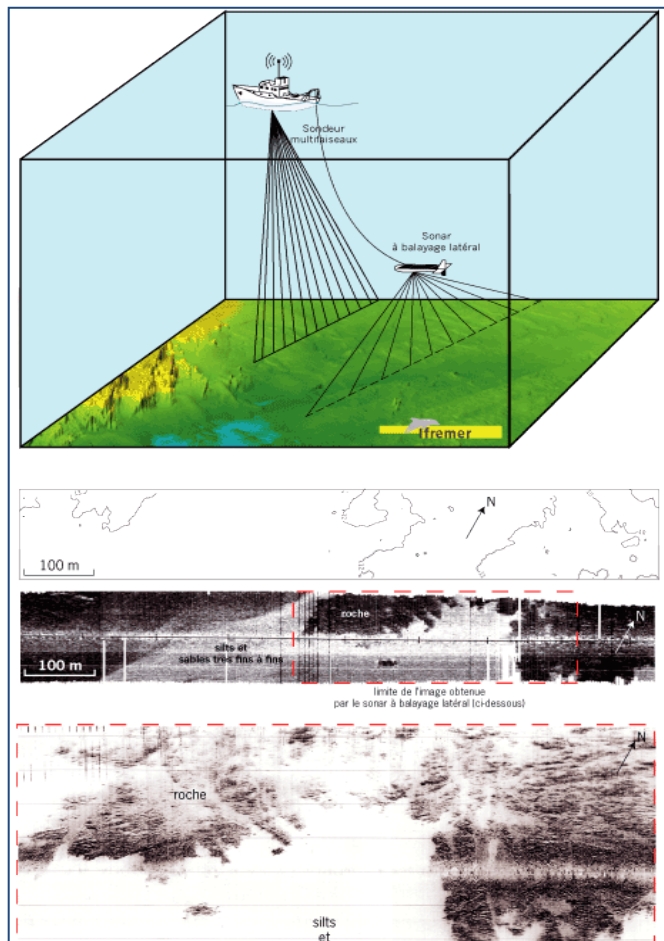 Sondeur
multifaiseaux
Sonar
à balayage latéral
Ifremer
N
100 m
roche
N
silts et
sables très fins à fins
100 m
limite de l'image obtenue
par le sonar à balayage latéral (ci-dessous)
N
roche
silts
et